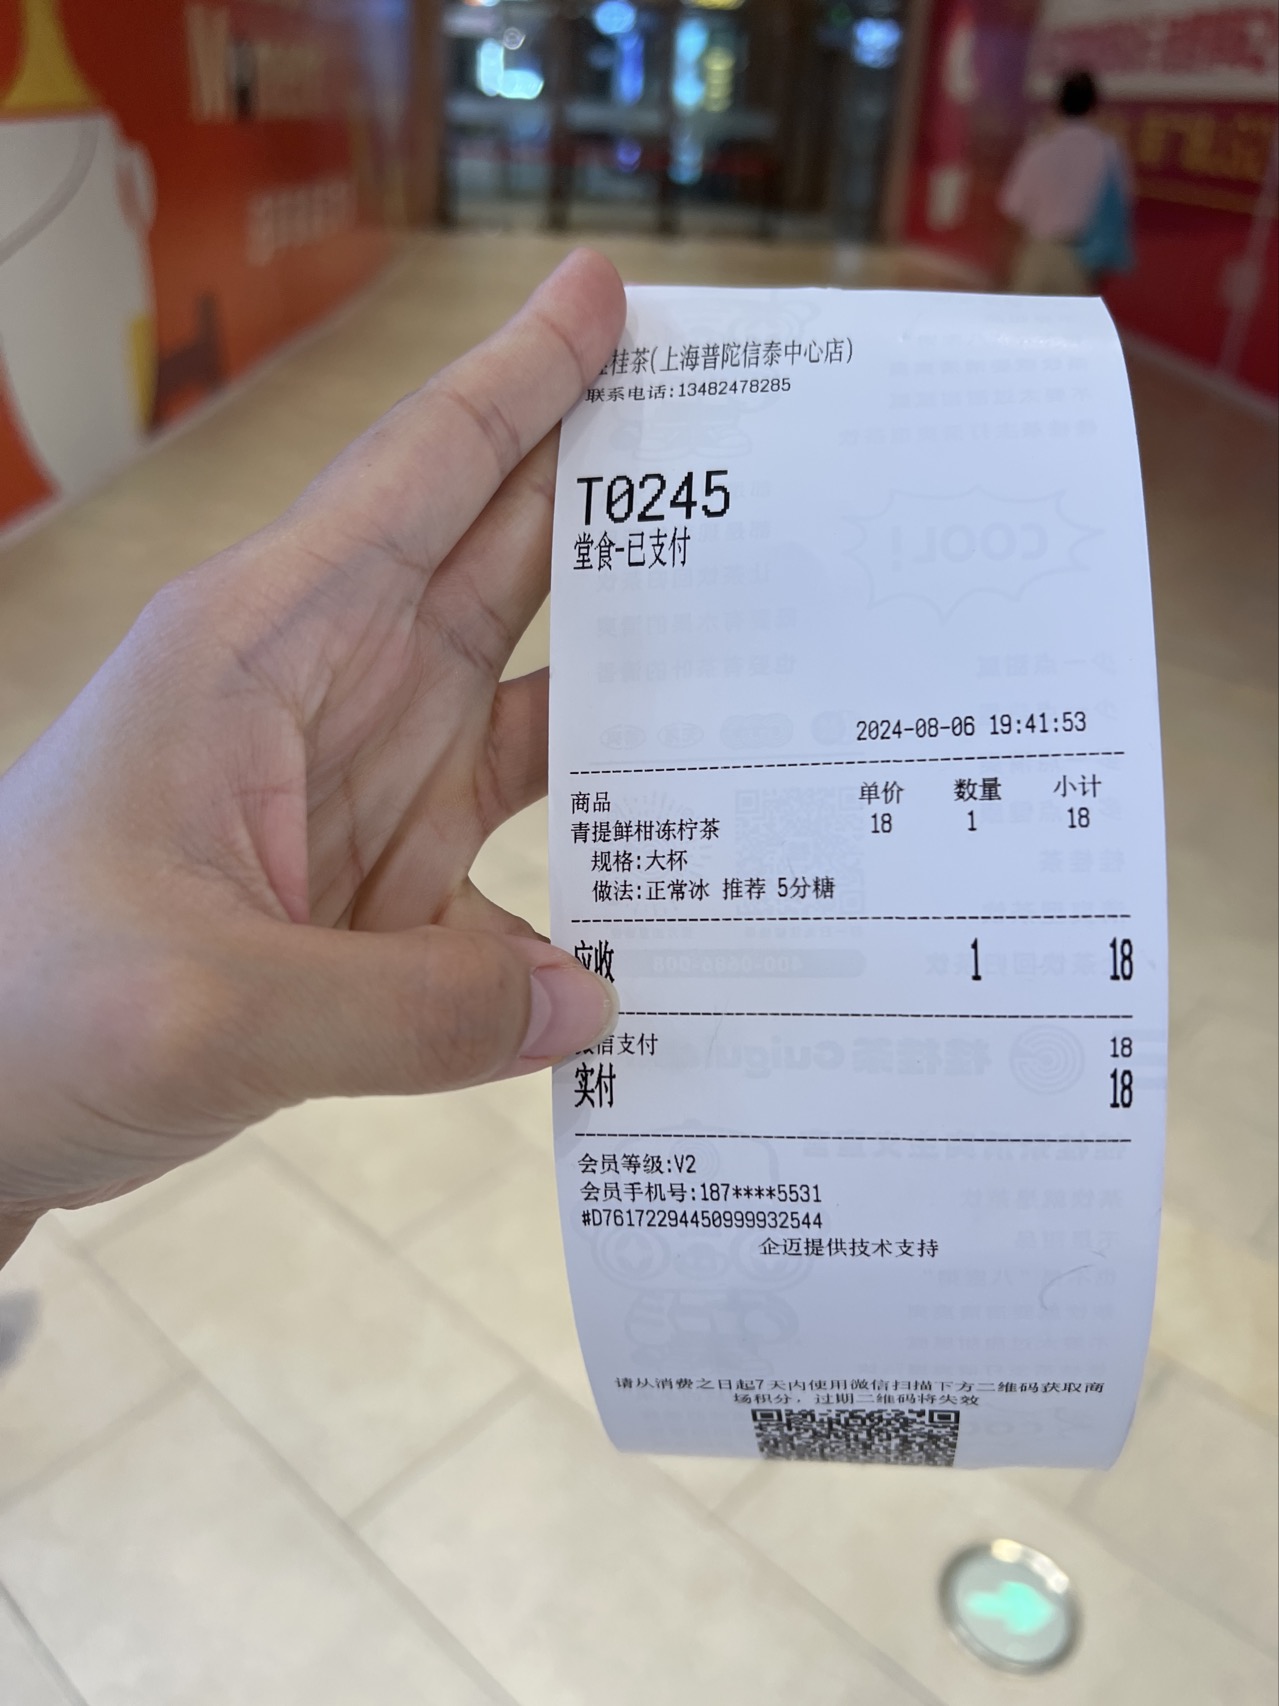 桂茶(上海普陀信泰中心店)
联系电话:13482478285
T0245
堂食-已支付
2024-08-06 19:41:53
商品 单价 数量 小计
青提鲜柑冻柠茶 18 1 18
规格:大杯
做法:正常冰 推荐 5分糖
应收 1 18
信支付 18
实付 18
会员等级:V2
会员手机号:187****5531
#D76172294450999932544
企迈提供技术支持
请从消费之日起7天内使用微信扫描下方二维码获取商
场积分，过期二维码将失效